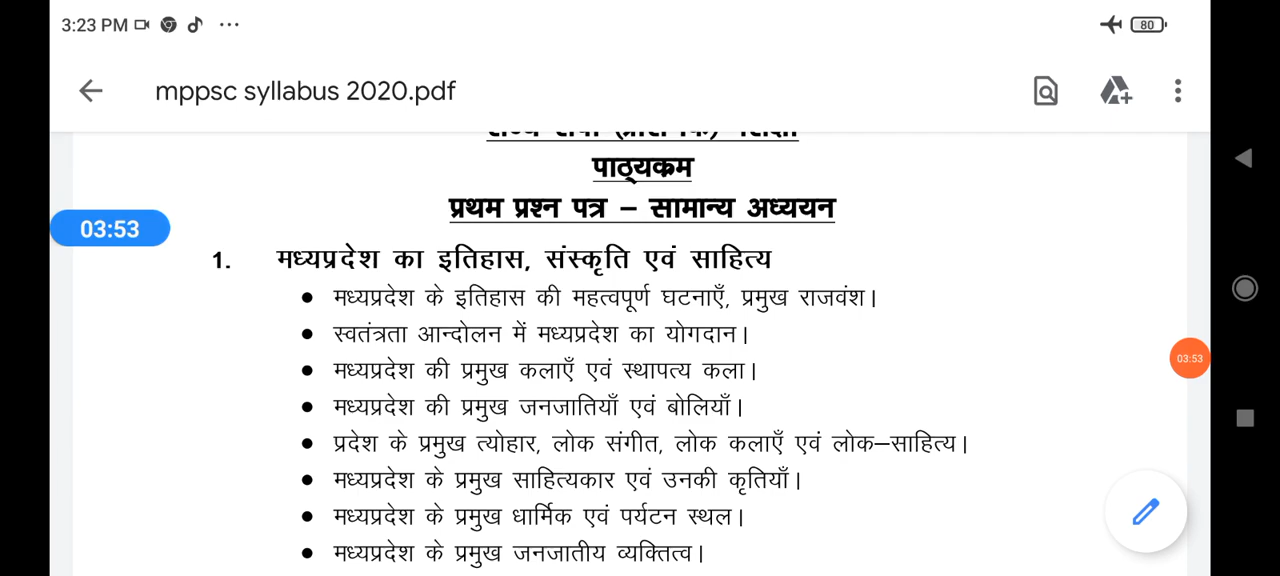 3:23 PM ... 80
mppsc syllabus 2020.pdf
पाठ्यक्रम
प्रथम प्रश्न पत्र – सामान्य अध्ययन
03:53
1. मध्यप्रदेश का इतिहास, संस्कृति एवं साहित्य
• मध्यप्रदेश के इतिहास की महत्वपूर्ण घटनाएँ, प्रमुख राजवंश।
• स्वतंत्रता आन्दोलन में मध्यप्रदेश का योगदान।
03:53
• मध्यप्रदेश की प्रमुख कलाएँ एवं स्थापत्य कला।
• मध्यप्रदेश की प्रमुख जनजातियाँ एवं बोलियाँ।
• प्रदेश के प्रमुख त्योहार, लोक संगीत, लोक कलाएँ एवं लोक–साहित्य।
• मध्यप्रदेश के प्रमुख साहित्यकार एवं उनकी कृतियाँ।
• मध्यप्रदेश के प्रमुख धार्मिक एवं पर्यटन स्थल।
• मध्यप्रदेश के प्रमुख जनजातीय व्यक्तित्व।